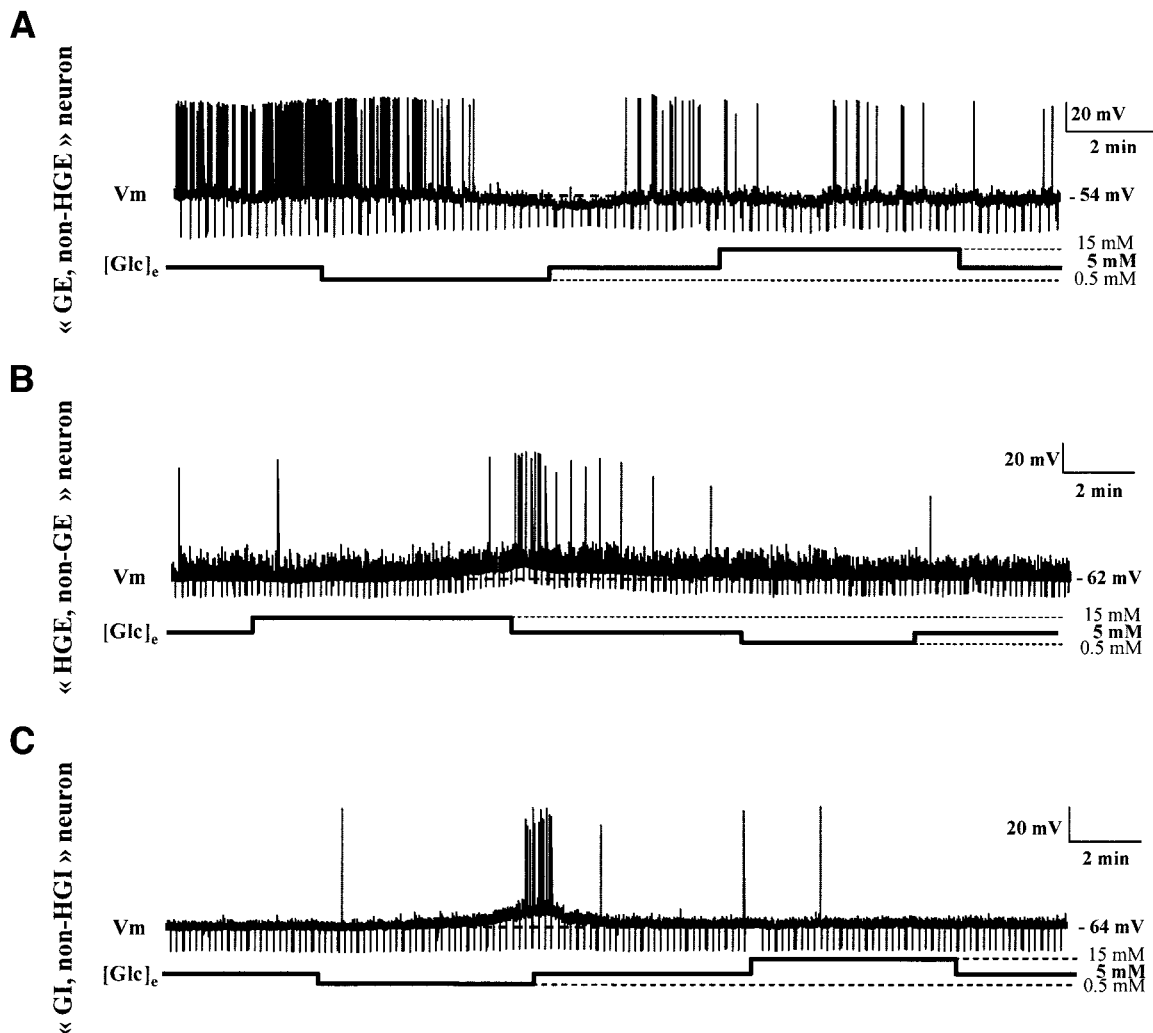 A
« GE, non-HGE » neuron
20 mV
2 min
Vm
- 54 mV
[Glc]e
15 mM
5 mM
0.5 mM
B
« HGE, non-GE » neuron
20 mV
2 min
Vm
- 62 mV
[Glc]e
15 mM
5 mM
0.5 mM
C
« GI, non-HGI » neuron
20 mV
2 min
Vm
- 64 mV
[Glc]e
15 mM
5 mM
0.5 mM